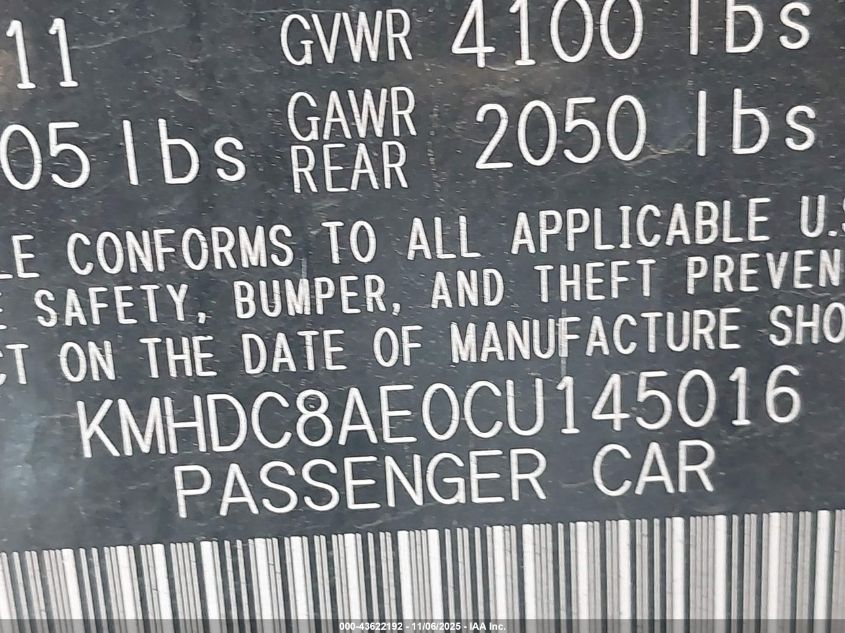 11 GVWR 4100 lbs
05 lbs GAWR REAR 2050 lbs
LE CONFORMS TO ALL APPLICABLE U.S
E SAFETY, BUMPER, AND THEFT PREVEN
CT ON THE DATE OF MANUFACTURE SHO
KMHDC8AE0CU145016
PASSENGER CAR
000-43622192 - 11/06/2025 - IAA Inc.